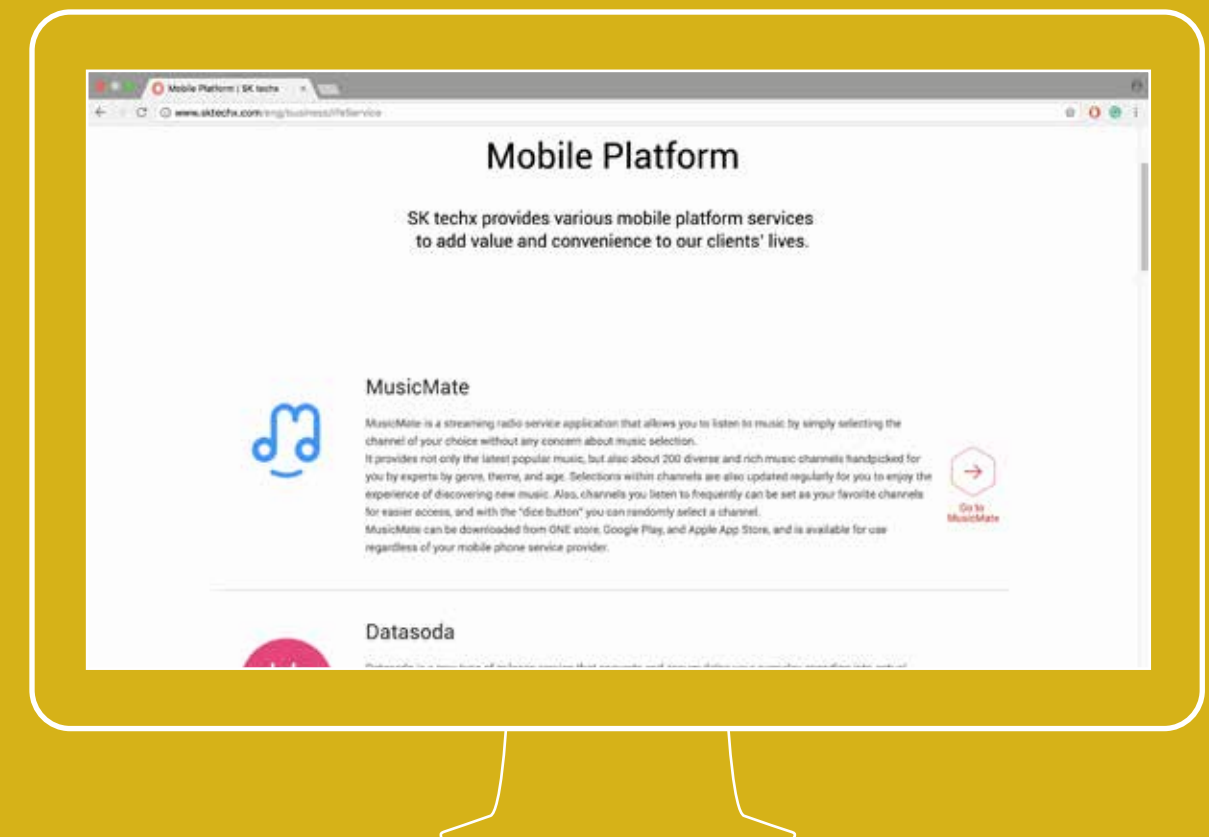 Mobile Platform | SK techx
www.sktechx.com/eng/business/lifeService
Mobile Platform
SK techx provides various mobile platform services
to add value and convenience to our clients' lives.
MusicMate
MusicMate is a streaming radio service application that allows you to listen to music by simply selecting the
channel of your choice without any concern about music selection.
It provides not only the latest popular music, but also about 200 diverse and rich music channels handpicked for
you by experts by genre, theme, and age. Selections within channels are also updated regularly for you to enjoy the
experience of discovering new music. Also, channels you listen to frequently can be set as your favorite channels
for easier access, and with the "dice button" you can randomly select a channel.
MusicMate can be downloaded from ONE store, Google Play, and Apple App Store, and is available for use
regardless of your mobile phone service provider.
Go to
MusicMate
Datasoda